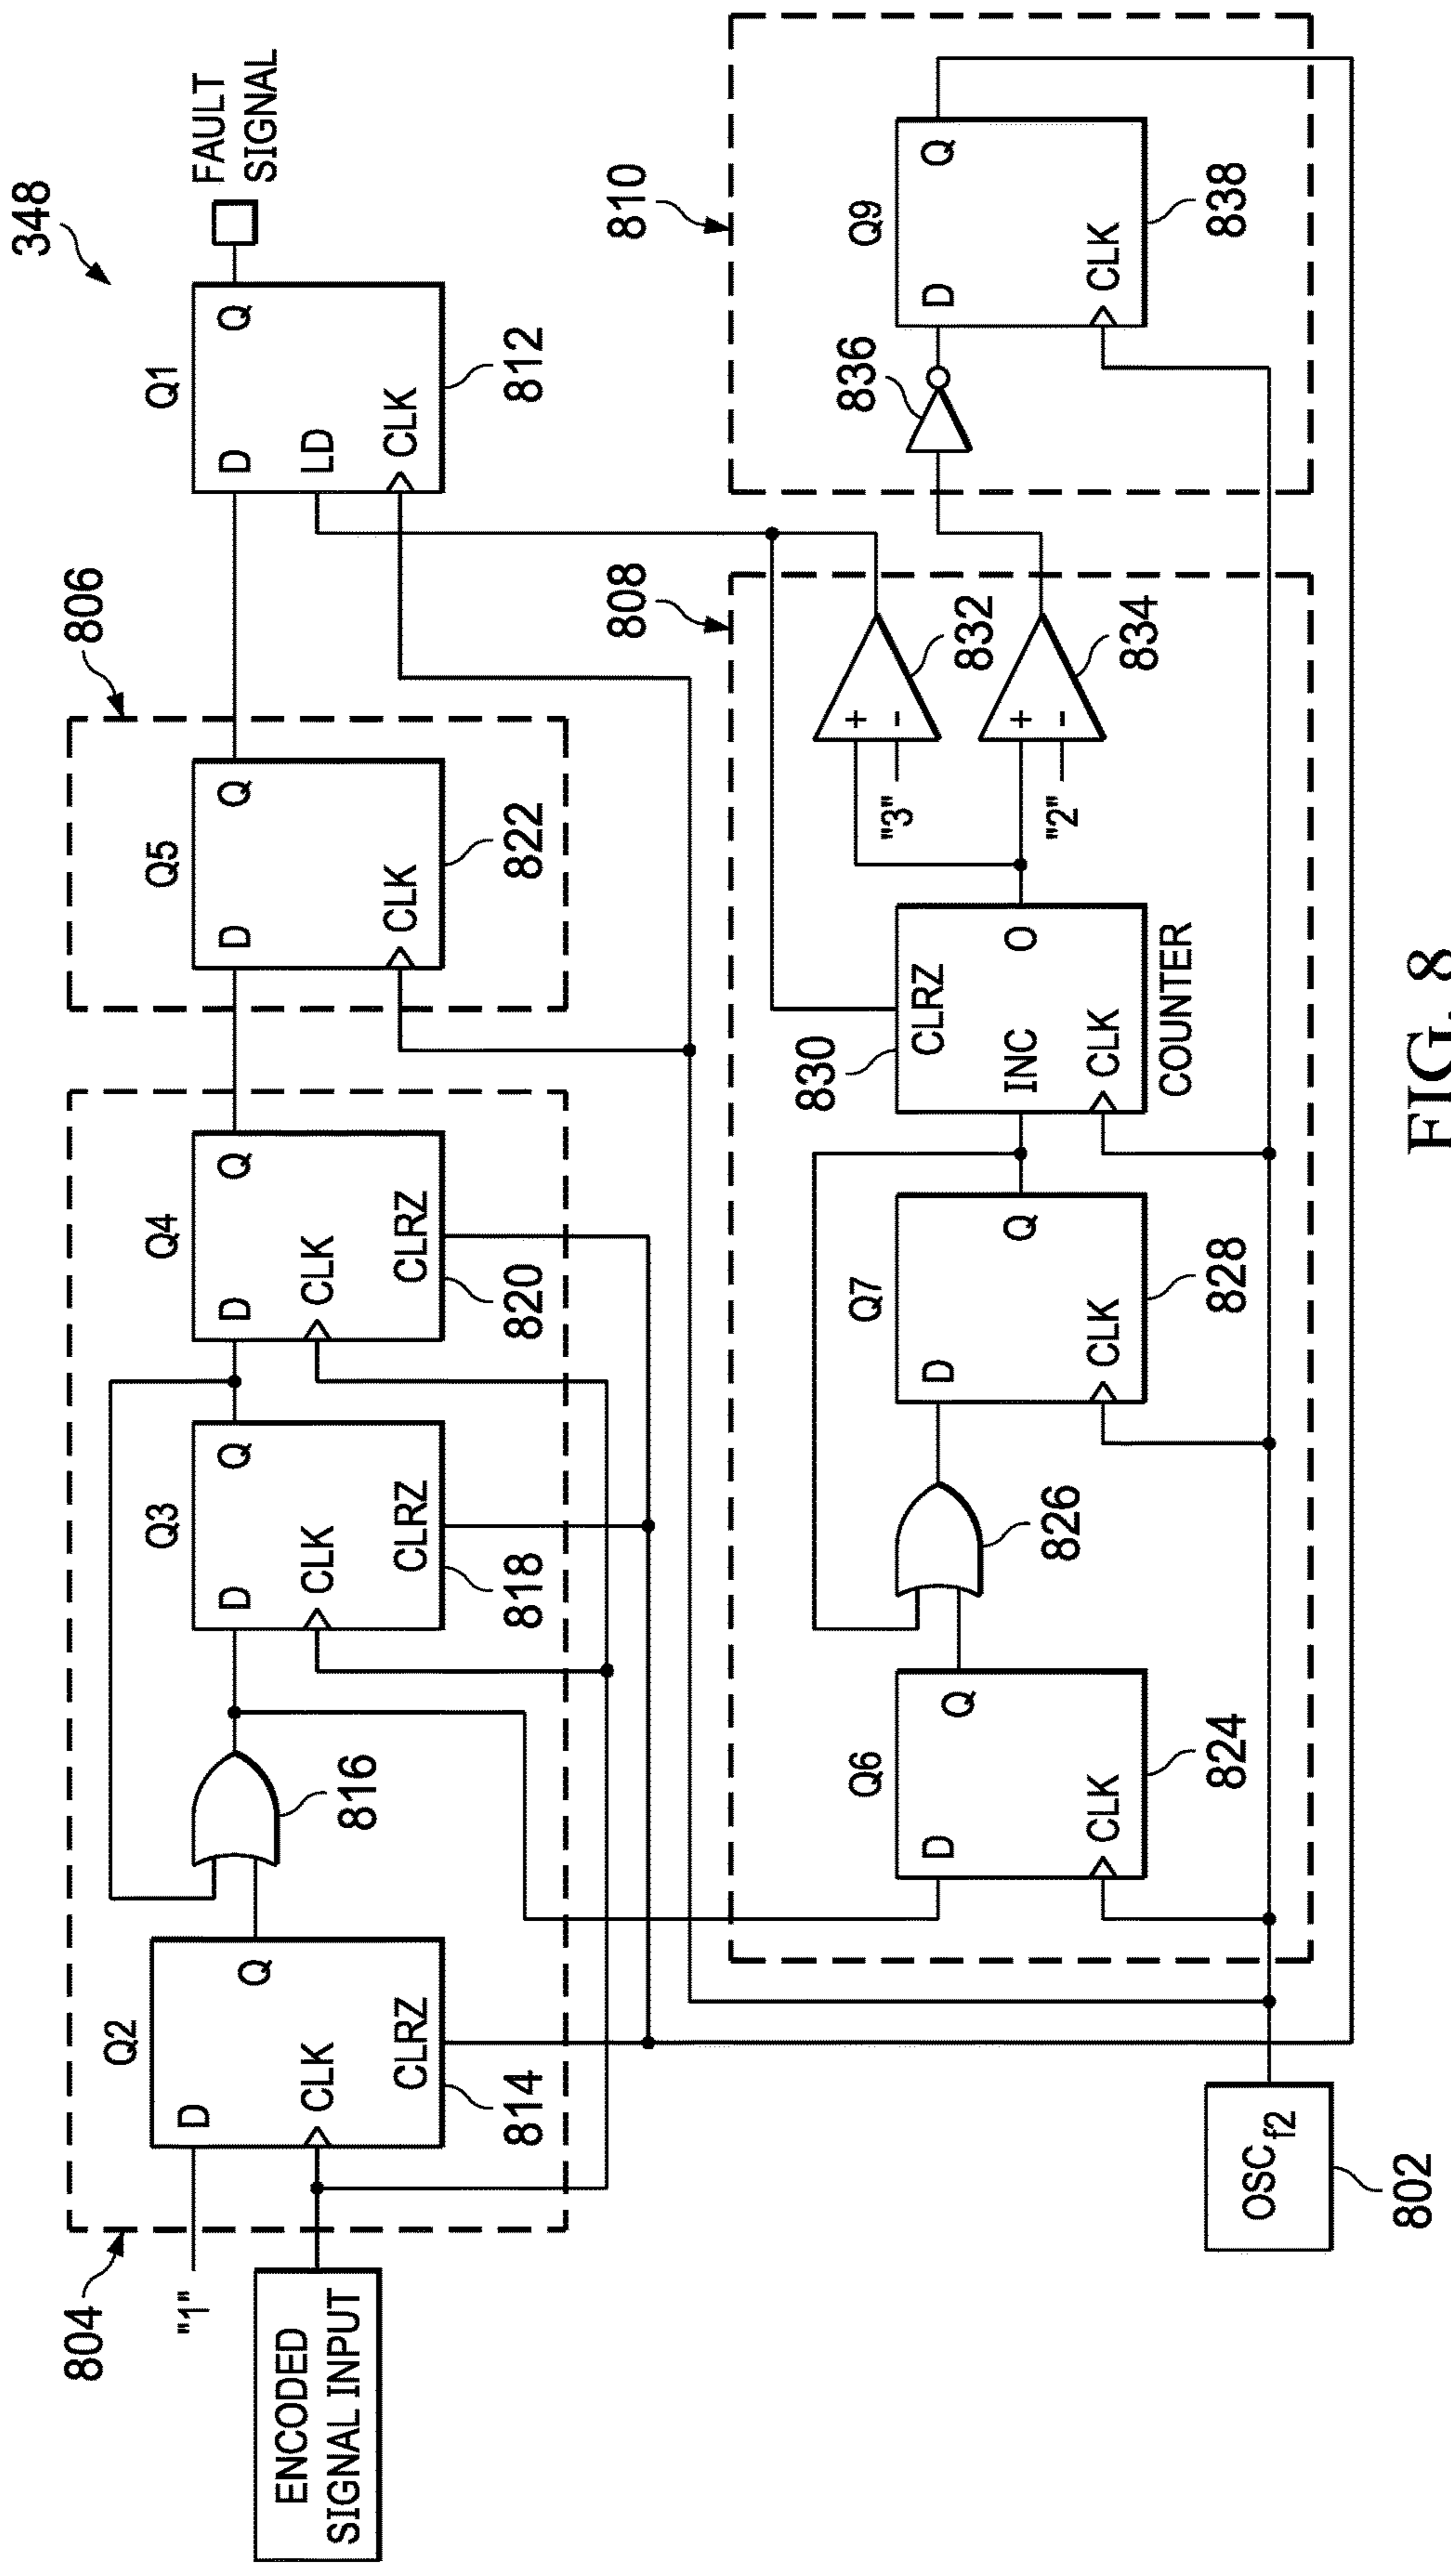 348
FAULT
SIGNAL
804
"1"
ENCODED
SIGNAL INPUT
Q2
D
Q
CLK
CLRZ
814
816
Q3
D
Q
CLK
CLRZ
818
Q4
D
Q
CLK
CLRZ
820
806
Q5
D
Q
CLK
822
Q1
D
Q
LD
CLK
812
808
Q6
D
Q
CLK
824
826
Q7
D
Q
CLK
828
830
CLRZ
INC
O
CLK
COUNTER
"3"
+
-
832
"2"
+
-
834
810
836
Q9
D
Q
CLK
838
OSCf2
802
FIG. 8